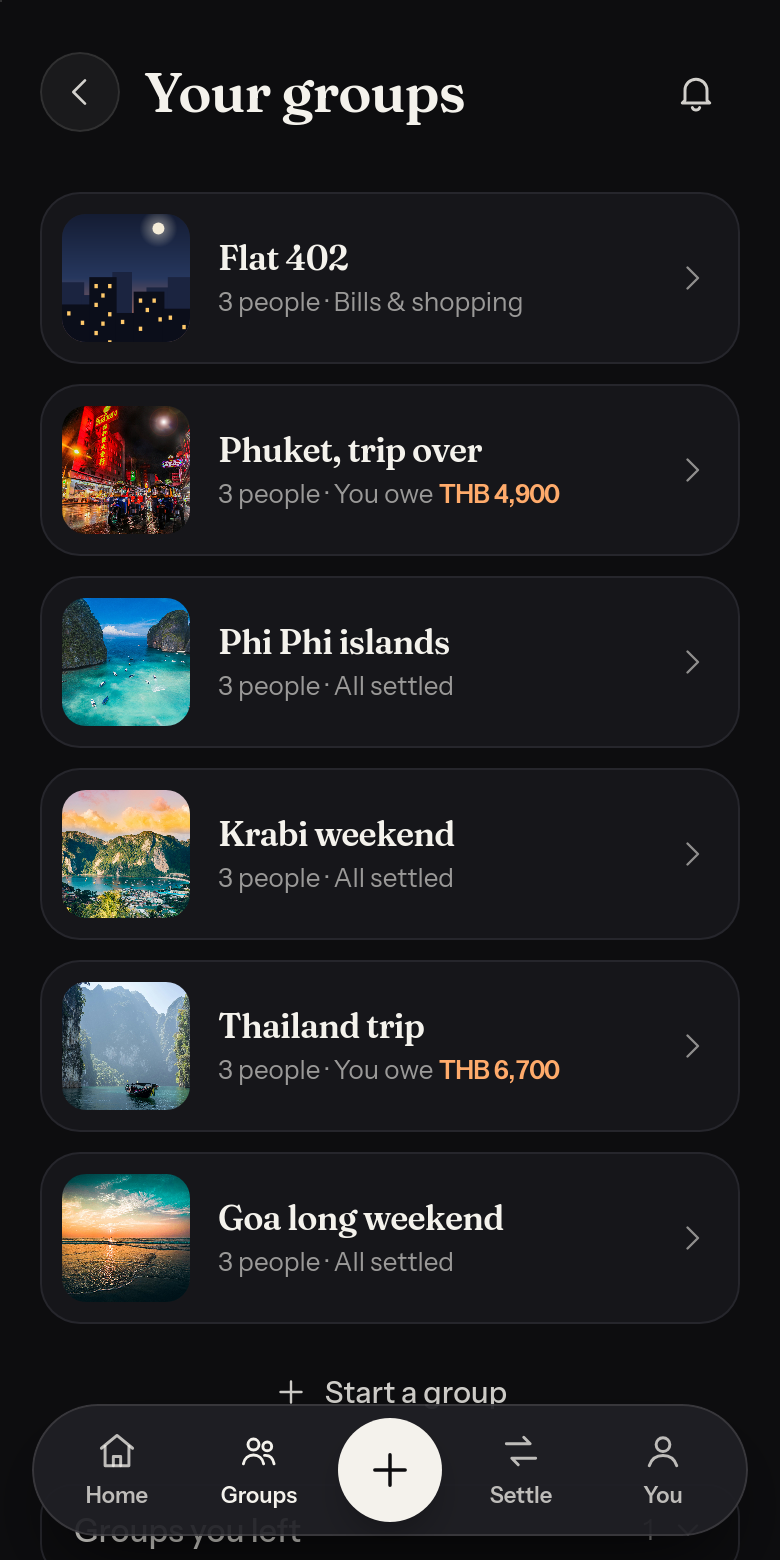 Your groups
Flat 402
3 people · Bills & shopping
Phuket, trip over
3 people · You owe THB 4,900
Phi Phi islands
3 people · All settled
Krabi weekend
3 people · All settled
Thailand trip
3 people · You owe THB 6,700
Goa long weekend
3 people · All settled
+ Start a group
Home
Groups
Settle
You
Groups you left 1